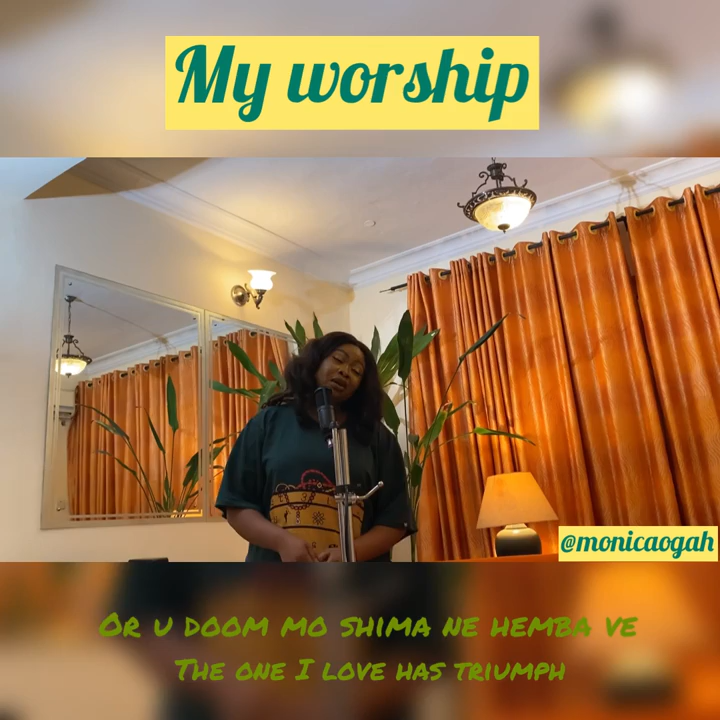 My worship
@monicaogah
Or u doom mo shima ne hemba ve
The one I love has triumph